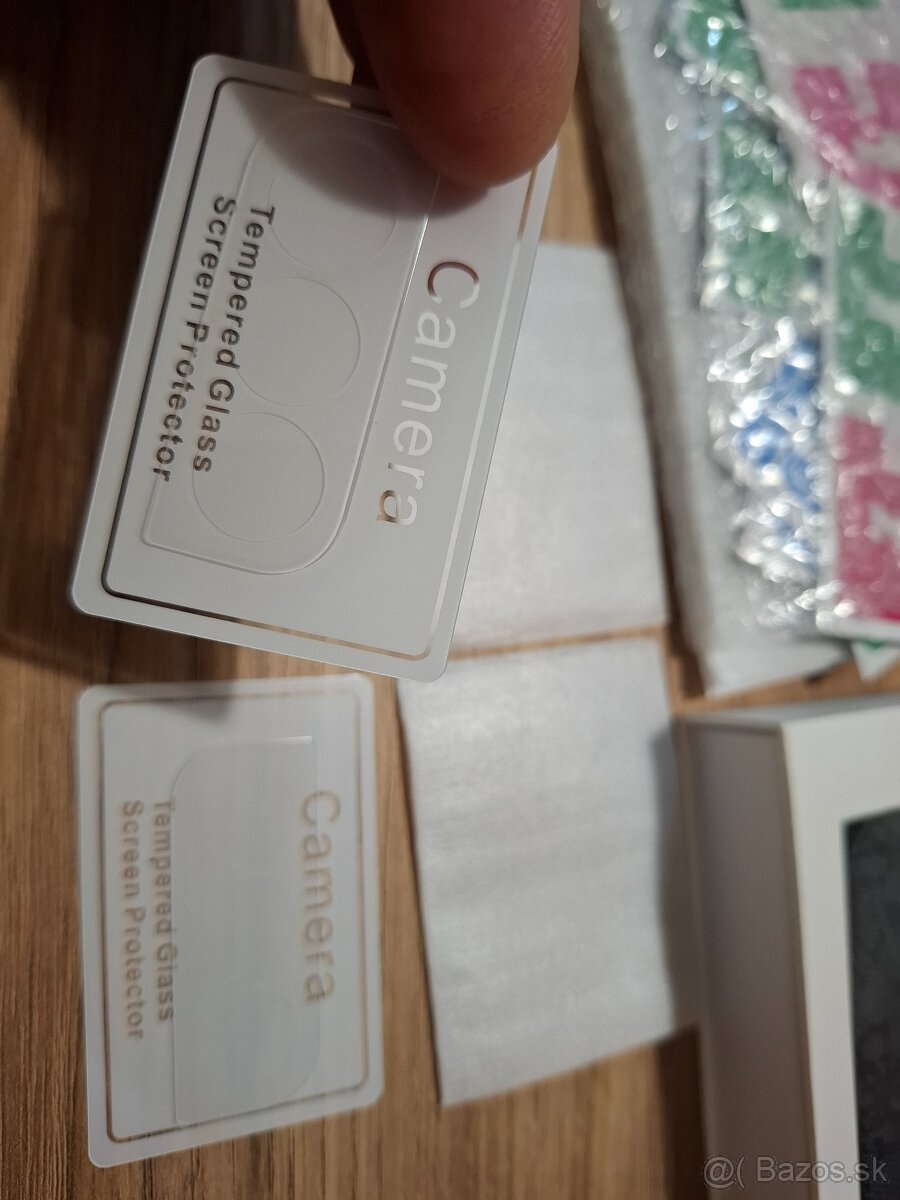 Camera
Tempered Glass
Screen Protector
Camera
Tempered Glass
Screen Protector
@( Bazos.sk